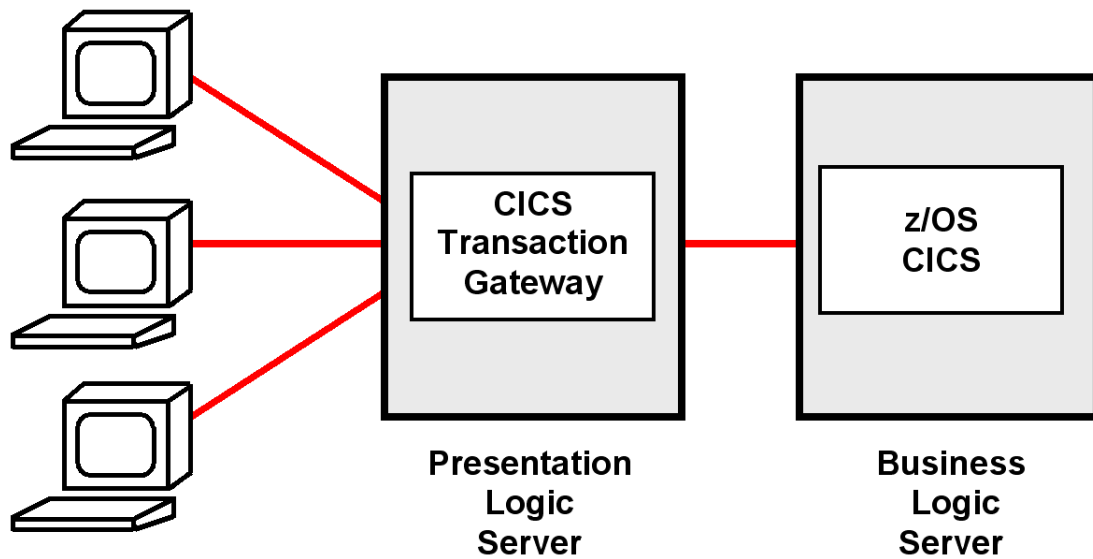 CICS
Transaction
Gateway
z/OS
CICS
Presentation
Logic
Server
Business
Logic
Server